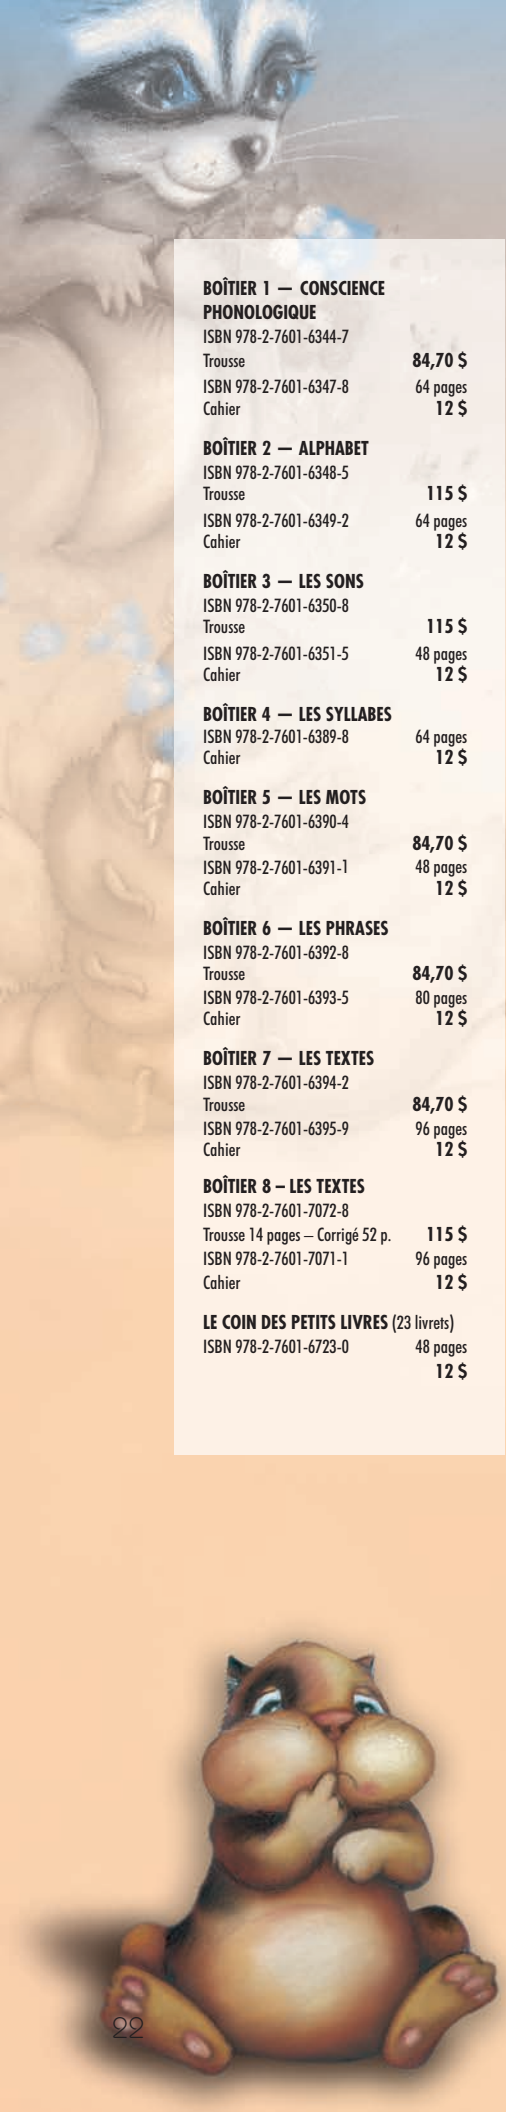 BOÎTIER 1 — CONSCIENCE
PHONOLOGIQUE
ISBN 978-2-7601-6344-7
Trousse 84,70 $
ISBN 978-2-7601-6347-8 64 pages
Cahier 12 $
BOÎTIER 2 — ALPHABET
ISBN 978-2-7601-6348-5
Trousse 115 $
ISBN 978-2-7601-6349-2 64 pages
Cahier 12 $
BOÎTIER 3 — LES SONS
ISBN 978-2-7601-6350-8
Trousse 115 $
ISBN 978-2-7601-6351-5 48 pages
Cahier 12 $
BOÎTIER 4 — LES SYLLABES
ISBN 978-2-7601-6389-8 64 pages
Cahier 12 $
BOÎTIER 5 — LES MOTS
ISBN 978-2-7601-6390-4
Trousse 84,70 $
ISBN 978-2-7601-6391-1 48 pages
Cahier 12 $
BOÎTIER 6 — LES PHRASES
ISBN 978-2-7601-6392-8
Trousse 84,70 $
ISBN 978-2-7601-6393-5 80 pages
Cahier 12 $
BOÎTIER 7 — LES TEXTES
ISBN 978-2-7601-6394-2
Trousse 84,70 $
ISBN 978-2-7601-6395-9 96 pages
Cahier 12 $
BOÎTIER 8 – LES TEXTES
ISBN 978-2-7601-7072-8
Trousse 14 pages – Corrigé 52 p. 115 $
ISBN 978-2-7601-7071-1 96 pages
Cahier 12 $
LE COIN DES PETITS LIVRES (23 livrets)
ISBN 978-2-7601-6723-0 48 pages
12 $
22